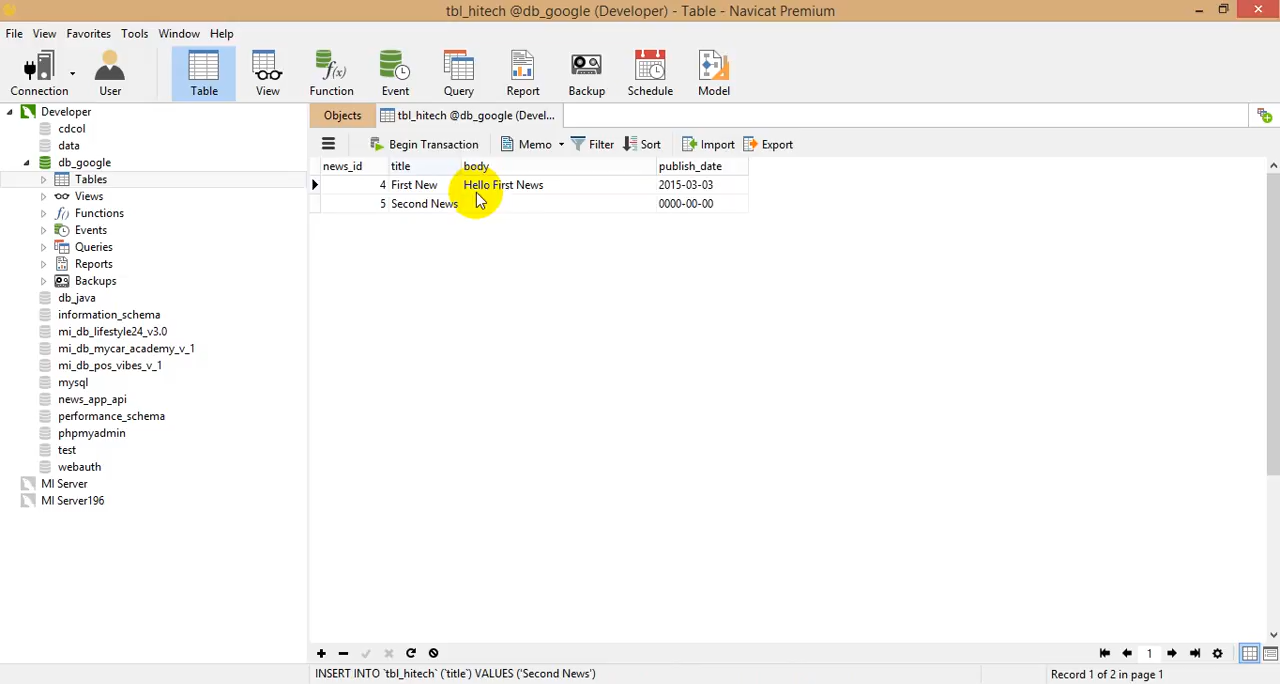 tbl_hitech @db_google (Developer) - Table - Navicat Premium
File View Favorites Tools Window Help
Connection User Table View Function Event Query Report Backup Schedule Model
Developer
cdcol
data
db_google
Tables
Views
Functions
Events
Queries
Reports
Backups
db_java
information_schema
mi_db_lifestyle24_v3.0
mi_db_mycar_academy_v_1
mi_db_pos_vibes_v_1
mysql
news_app_api
performance_schema
phpmyadmin
test
webauth
MI Server
MI Server196
Objects tbl_hitech @db_google (Devel...
Begin Transaction Memo Filter Sort Import Export
news_id title body publish_date
4 First New Hello First News 2015-03-03
5 Second News 0000-00-00
1
INSERT INTO `tbl_hitech` (`title`) VALUES ('Second News') Record 1 of 2 in page 1